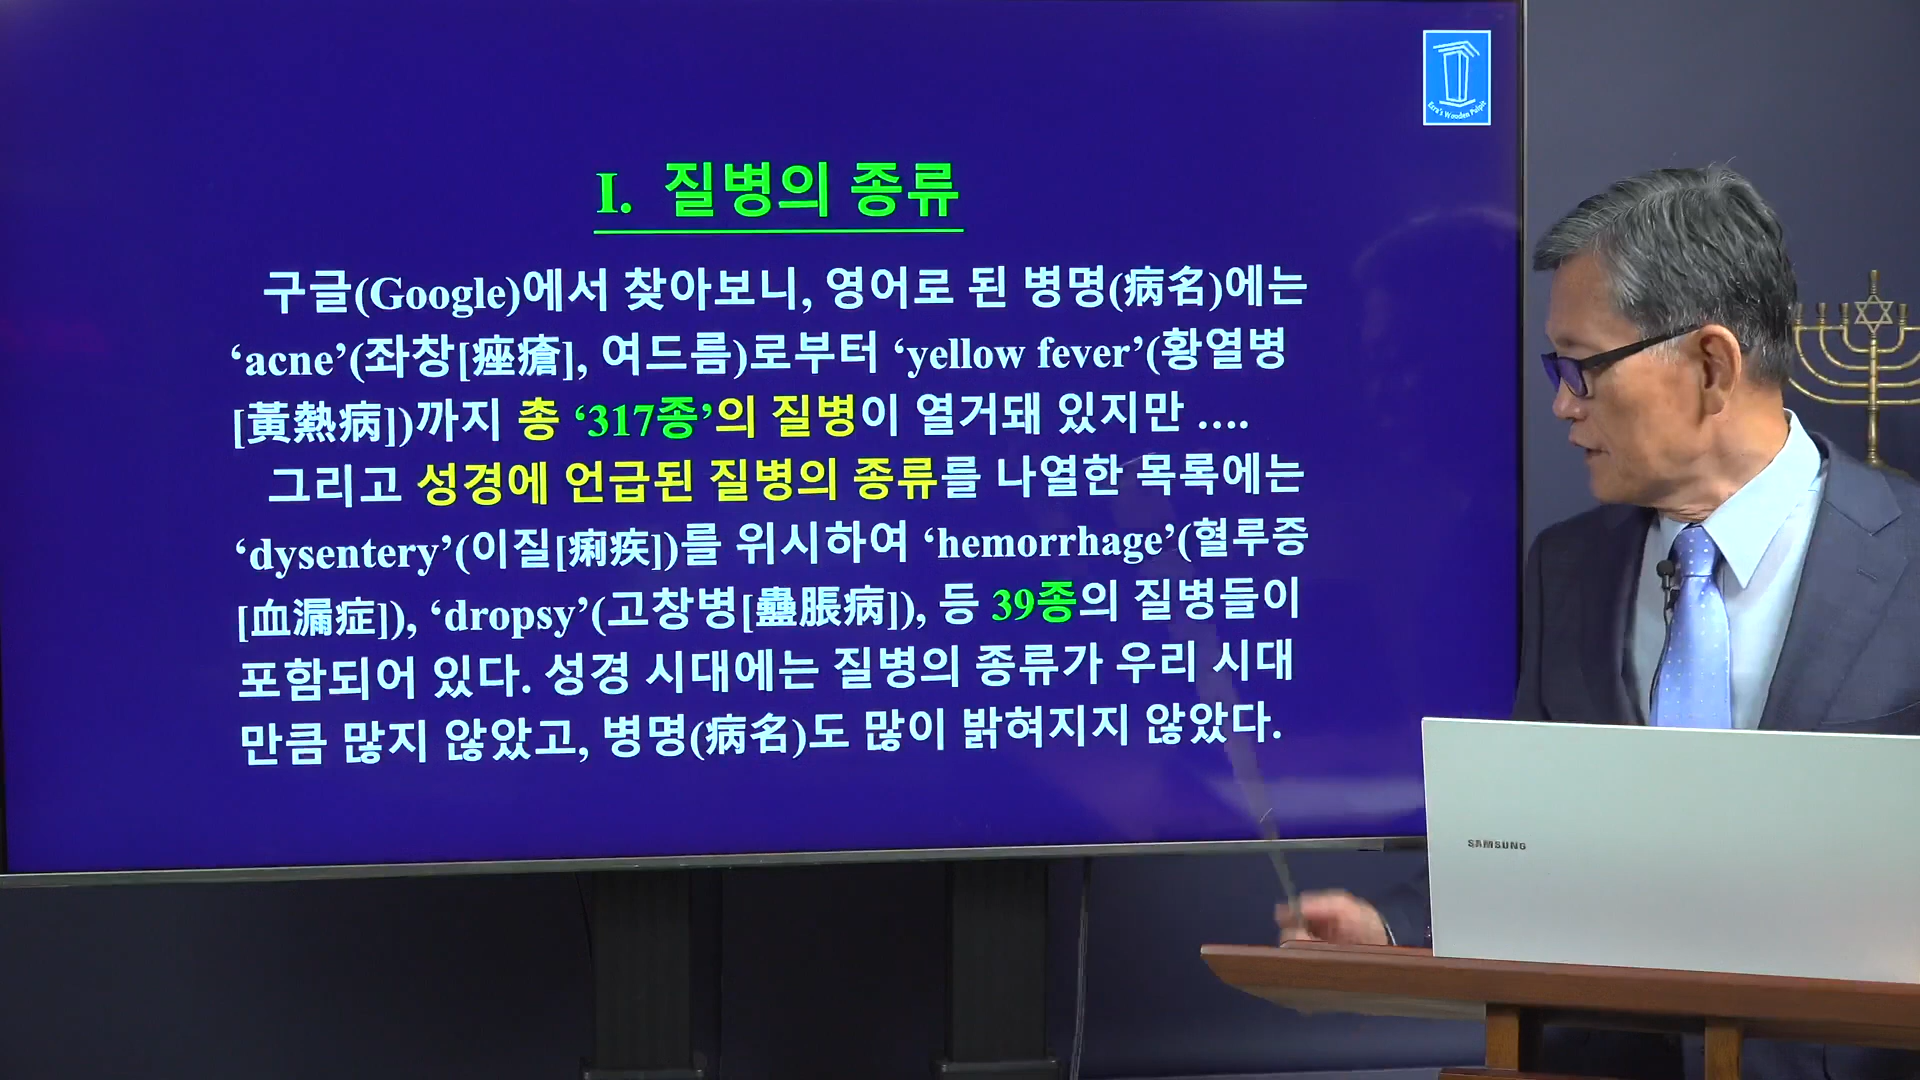 Ezra's Wooden Pulpit
I. 질병의 종류
구글(Google)에서 찾아보니, 영어로 된 병명(病名)에는
‘acne’(좌창[痤瘡], 여드름)로부터 ‘yellow fever’(황열병
[黃熱病])까지 총 ‘317종’의 질병이 열거돼 있지만 ....
그리고 성경에 언급된 질병의 종류를 나열한 목록에는
‘dysentery’(이질[痢疾])를 위시하여 ‘hemorrhage’(혈루증
[血漏症]), ‘dropsy’(고창병[蠱脹病]), 등 39종의 질병들이
포함되어 있다. 성경 시대에는 질병의 종류가 우리 시대
만큼 많지 않았고, 병명(病名)도 많이 밝혀지지 않았다.
SAMSUNG